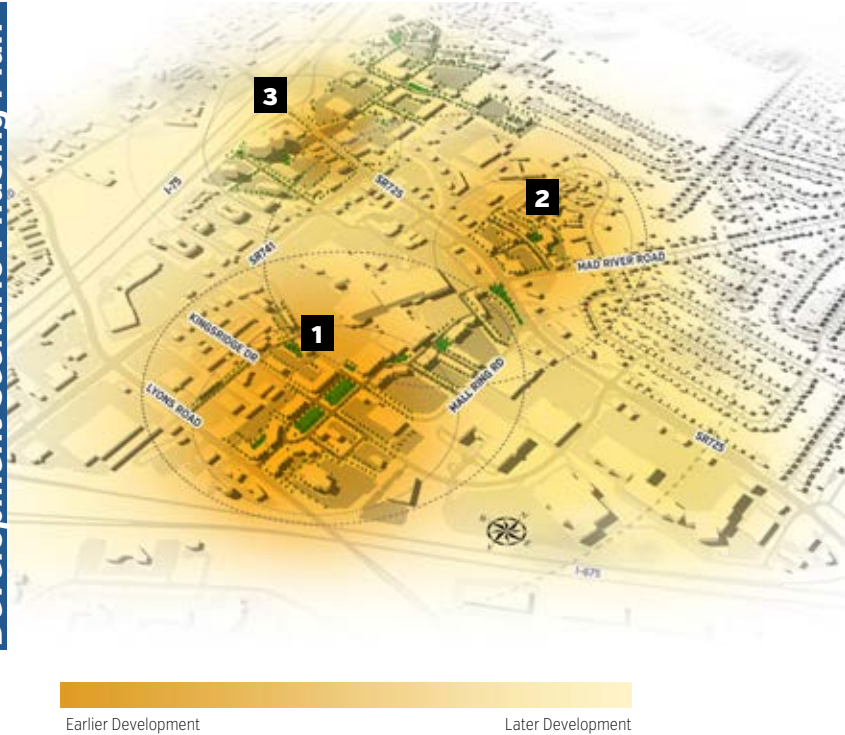 3
2
1
I-75
SR725
SR741
MAD RIVER ROAD
KINGSRIDGE DR
LYONS ROAD
MALL RING RD
SR725
I-675
Earlier Development
Later Development